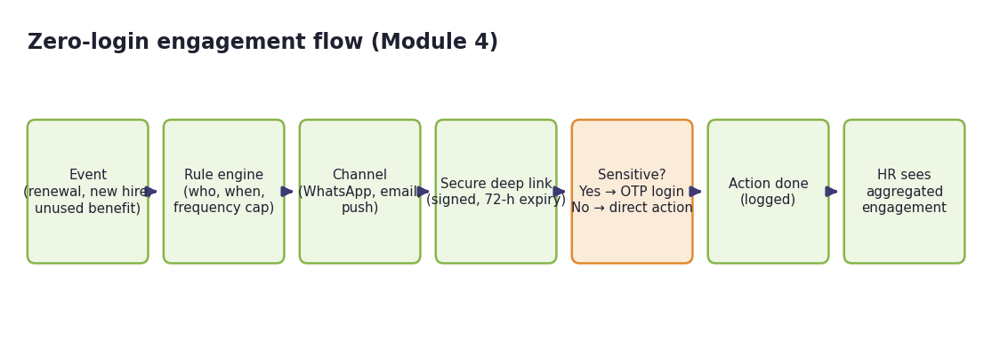 Zero-login engagement flow (Module 4)
Event
(renewal, new hire,
unused benefit)
Rule engine
(who, when,
frequency cap)
Channel
(WhatsApp, email,
push)
Secure deep link
(signed, 72-h expiry)
Sensitive?
Yes → OTP login
No → direct action
Action done
(logged)
HR sees
aggregated
engagement